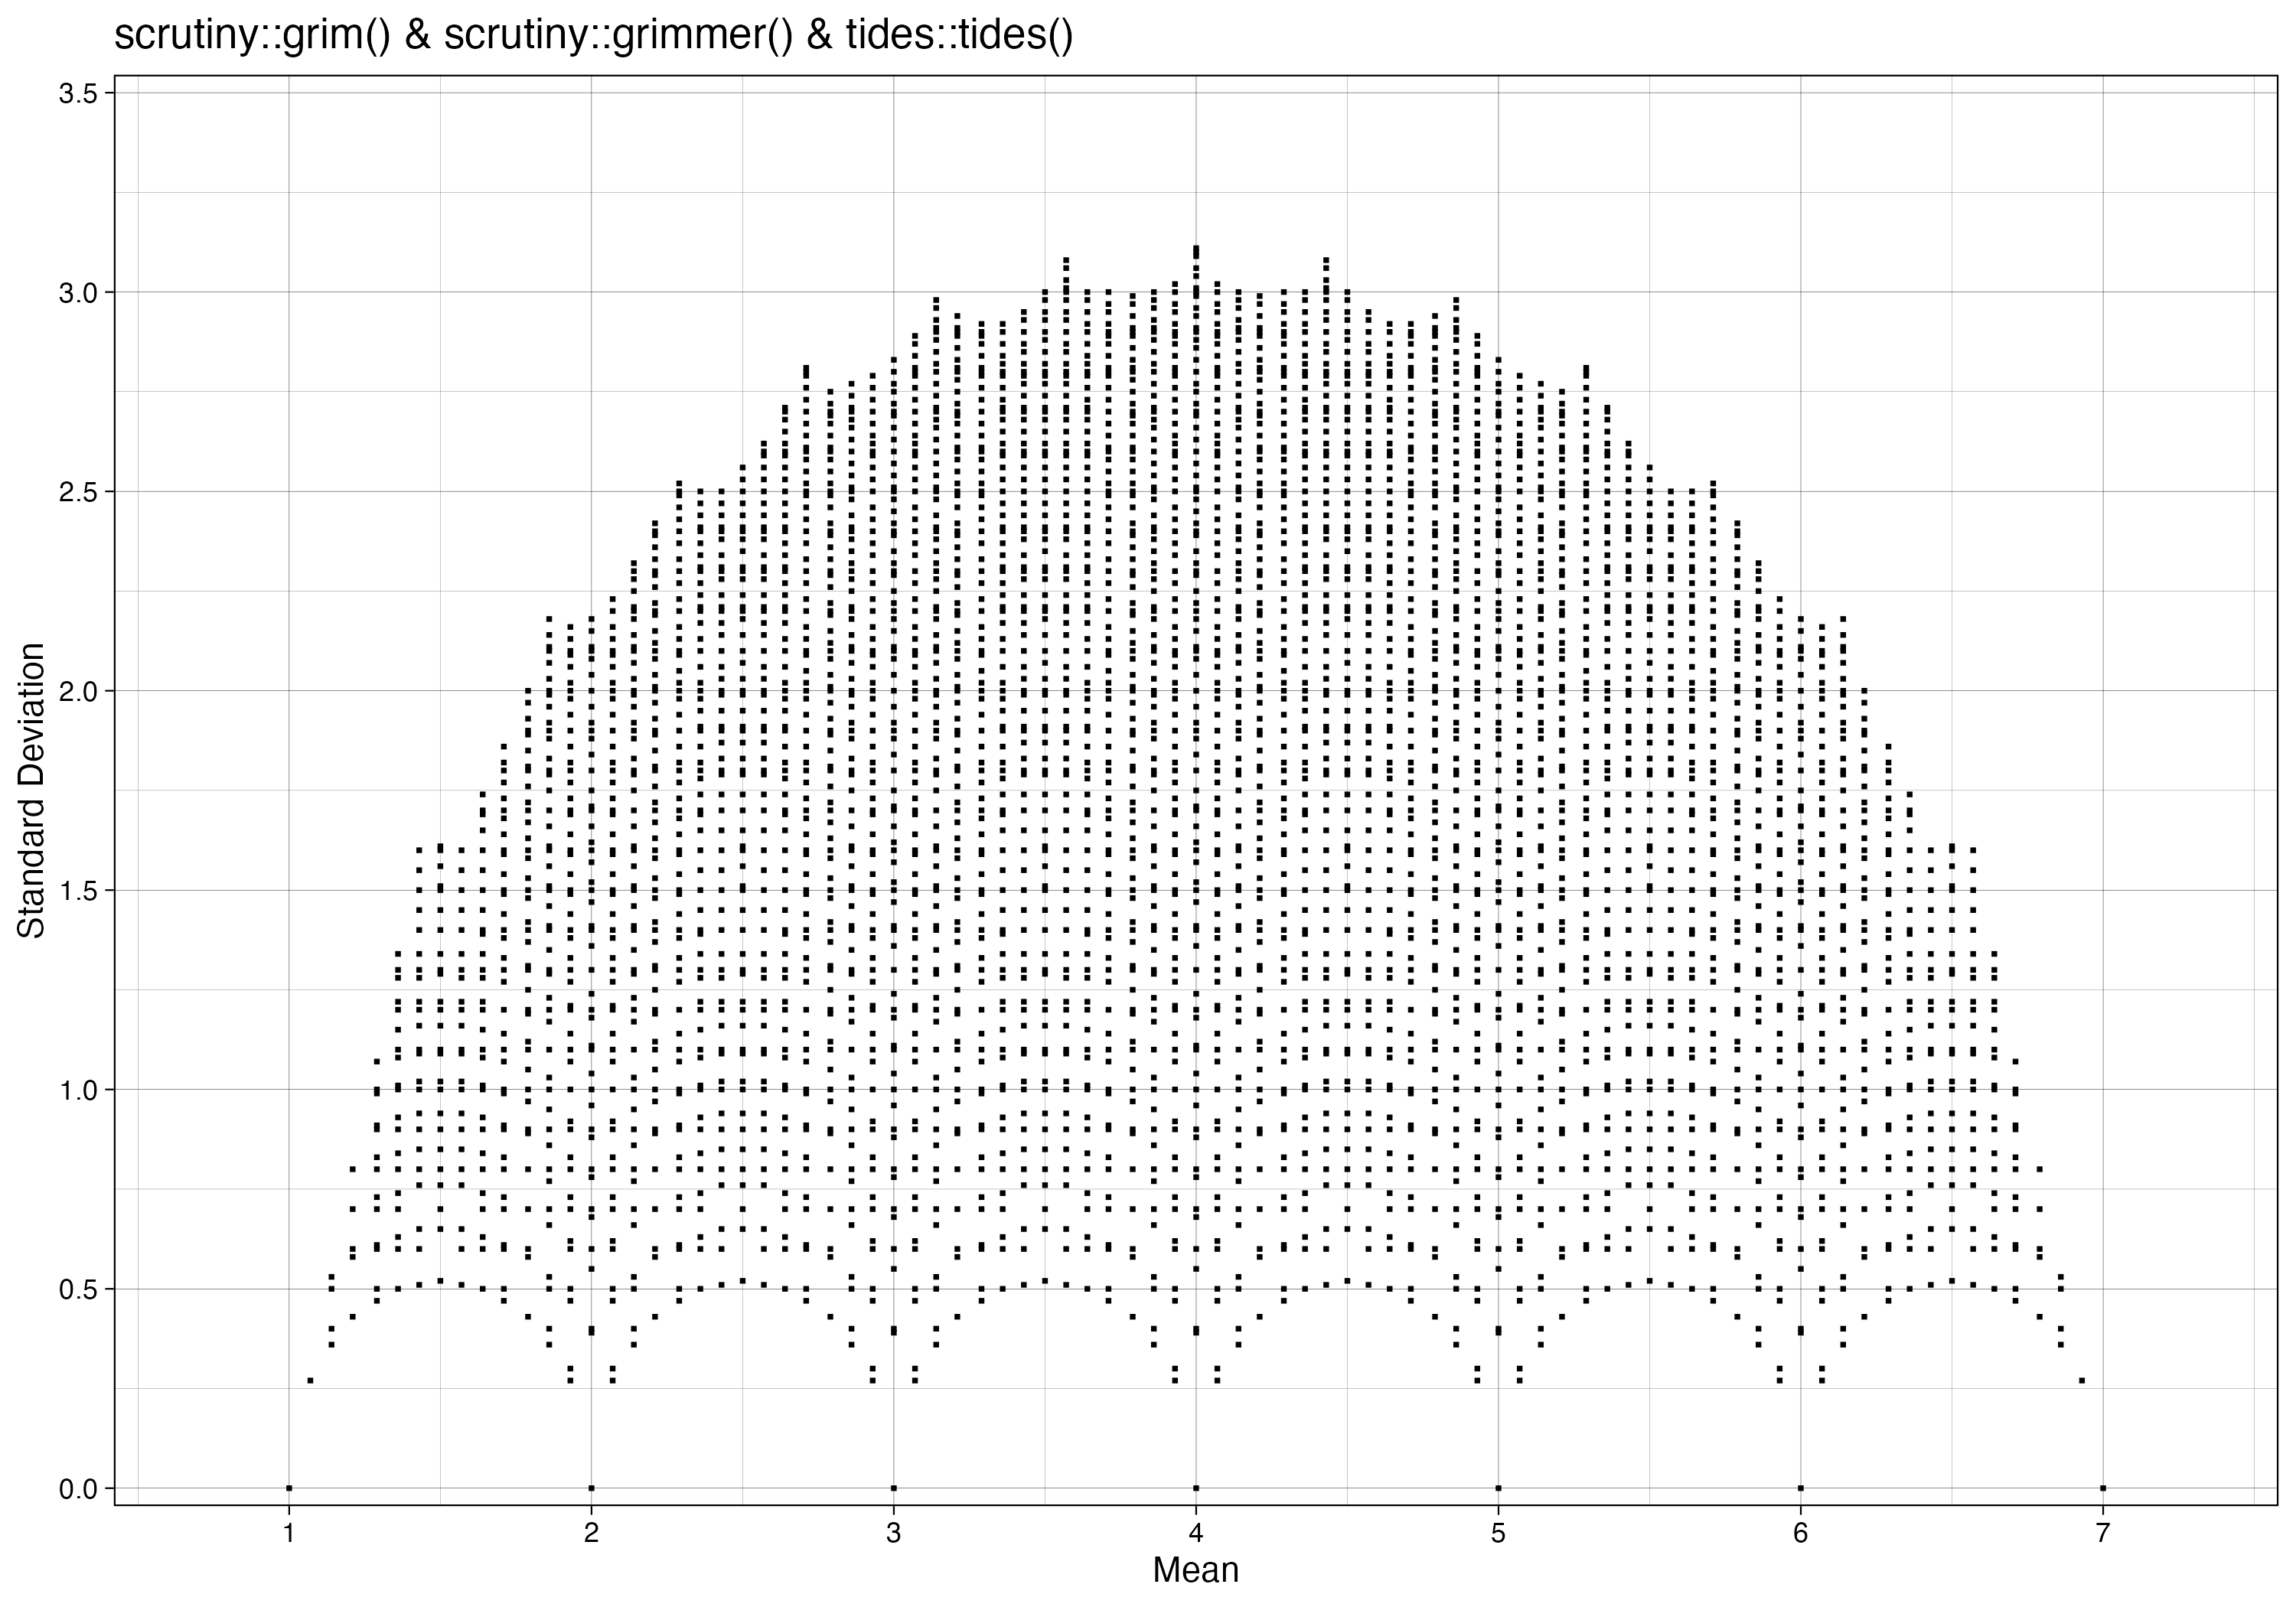 scrutiny::grim() & scrutiny::grimmer() & tides::tides()
3.5
3.0
2.5
2.0
1.5
1.0
0.5
0.0
Standard Deviation
1 2 3 4 5 6 7
Mean